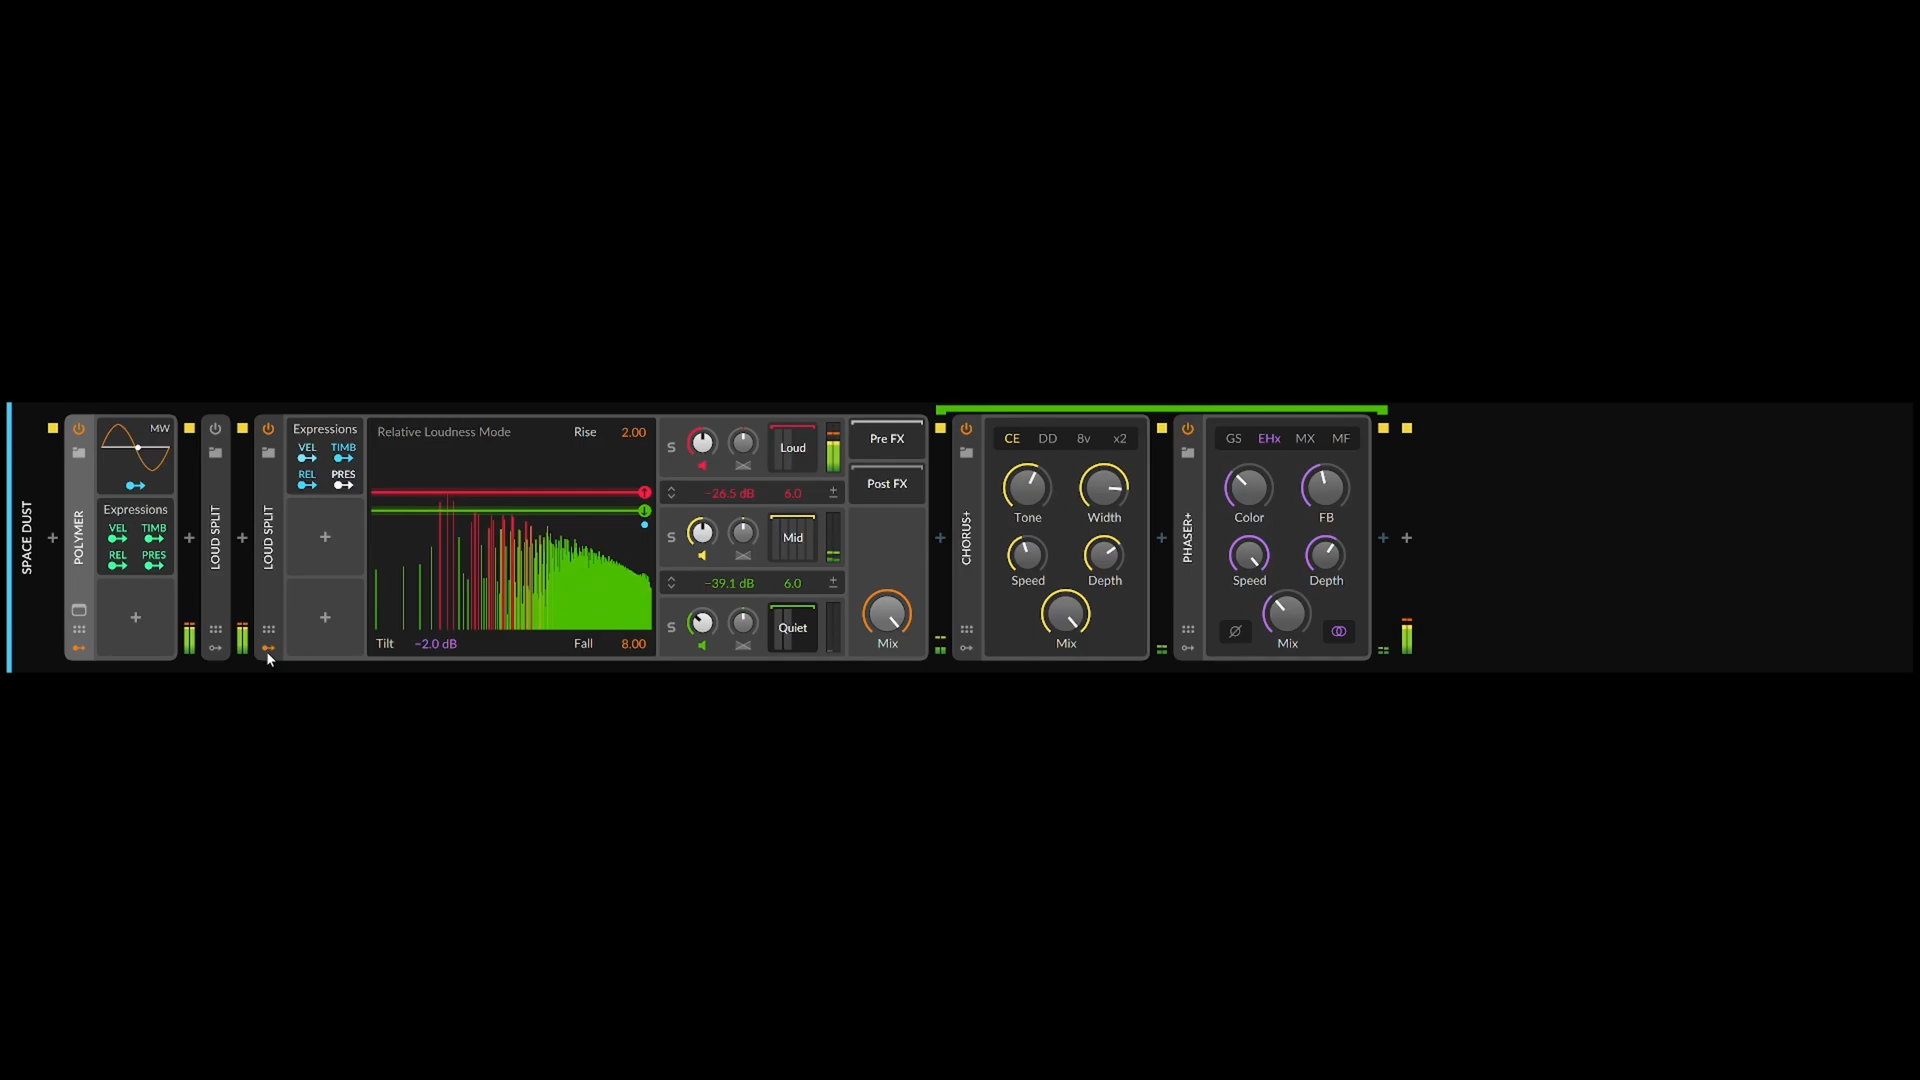 SPACE DUST
POLYMER
MW
Expressions
VEL TIMB
REL PRES
LOUD SPLIT
LOUD SPLIT
Expressions
VEL TIMB
REL PRES
Relative Loudness Mode
Rise 2.00
Tilt -2.0 dB
Fall 8.00
S Loud
-26.5 dB 6.0
S Mid
-39.1 dB 6.0
S Quiet
Pre FX
Post FX
Mix
CHORUS+
CE DD 8v x2
Tone Width
Speed Depth
Mix
PHASER+
GS EHx MX MF
Color FB
Speed Depth
Mix